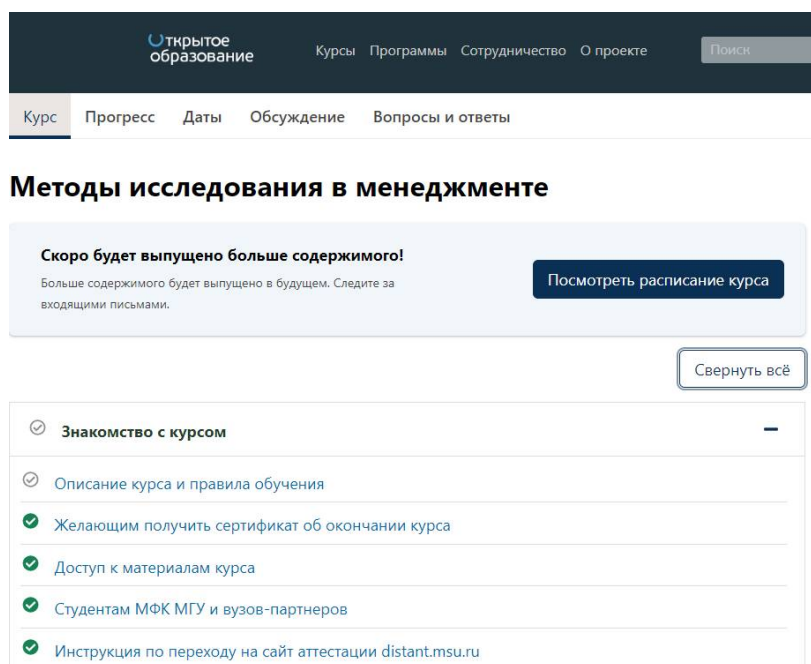 Открытое
образование
Курсы Программы Сотрудничество О проекте
Поиск
Курс Прогресс Даты Обсуждение Вопросы и ответы
Методы исследования в менеджменте
Скоро будет выпущено больше содержимого!
Больше содержимого будет выпущено в будущем. Следите за
входящими письмами.
Посмотреть расписание курса
Свернуть всё
Знакомство с курсом
Описание курса и правила обучения
Желающим получить сертификат об окончании курса
Доступ к материалам курса
Студентам МФК МГУ и вузов-партнеров
Инструкция по переходу на сайт аттестации distant.msu.ru